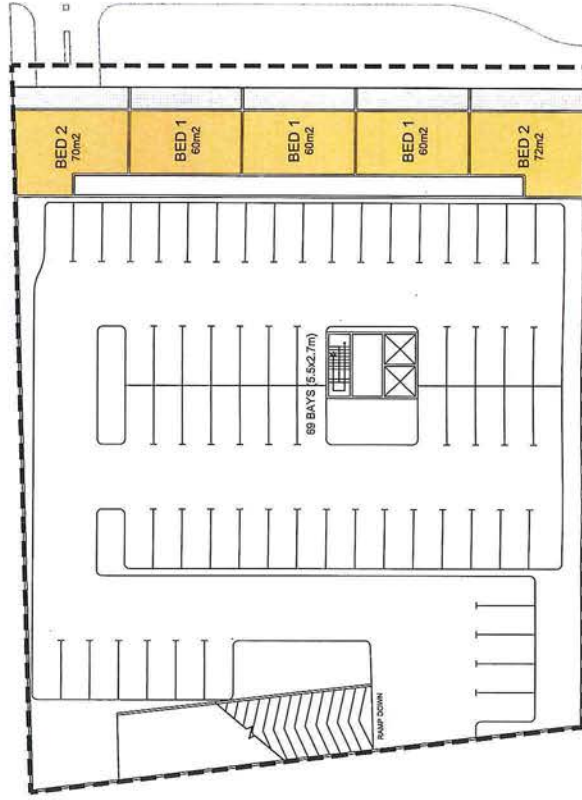 BED 2
70m2
BED 1
60m2
BED 1
60m2
BED 1
60m2
BED 2
72m2
69 BAYS (5.5x2.7m)
RAMP DOWN